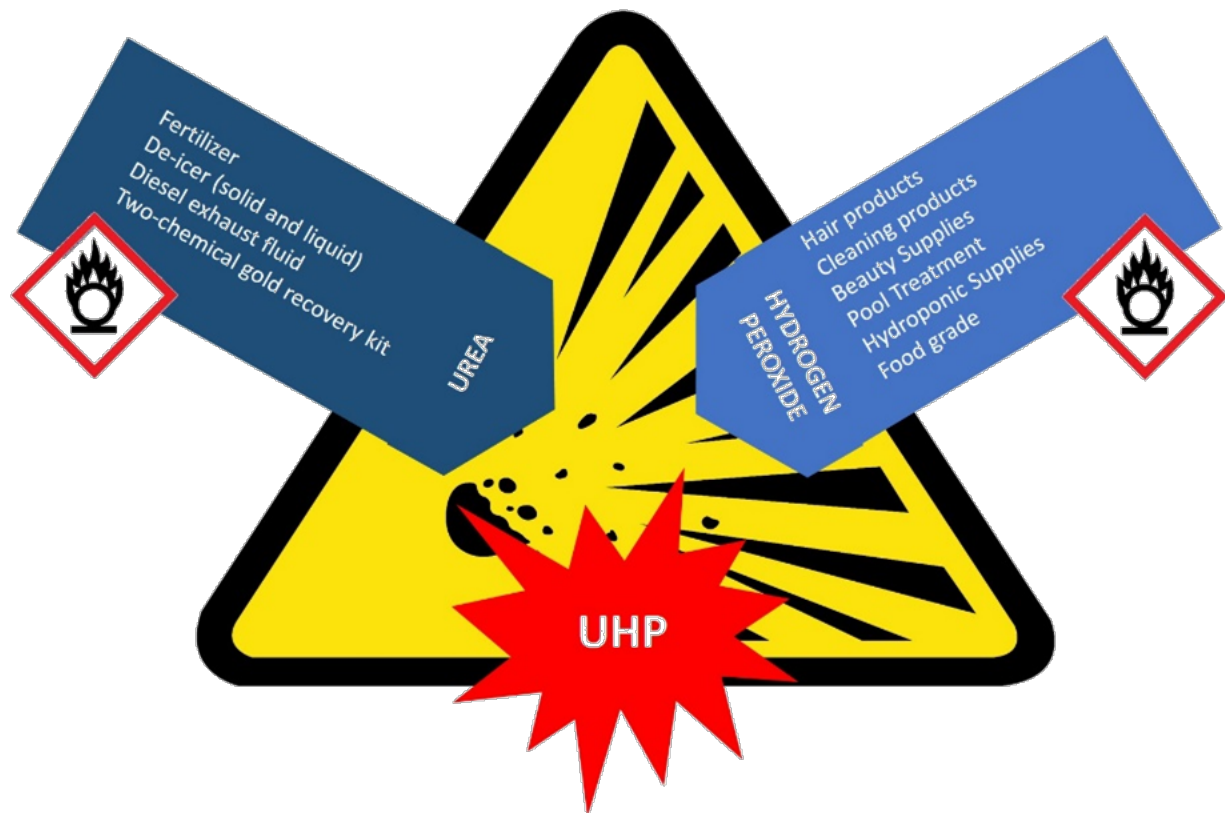 Fertilizer
De-icer (solid and liquid)
Diesel exhaust fluid
Two-chemical gold recovery kit
UREA
Hair products
Cleaning products
Beauty Supplies
Pool Treatment
Hydroponic Supplies
Food grade
HYDROGEN
PEROXIDE
UHP